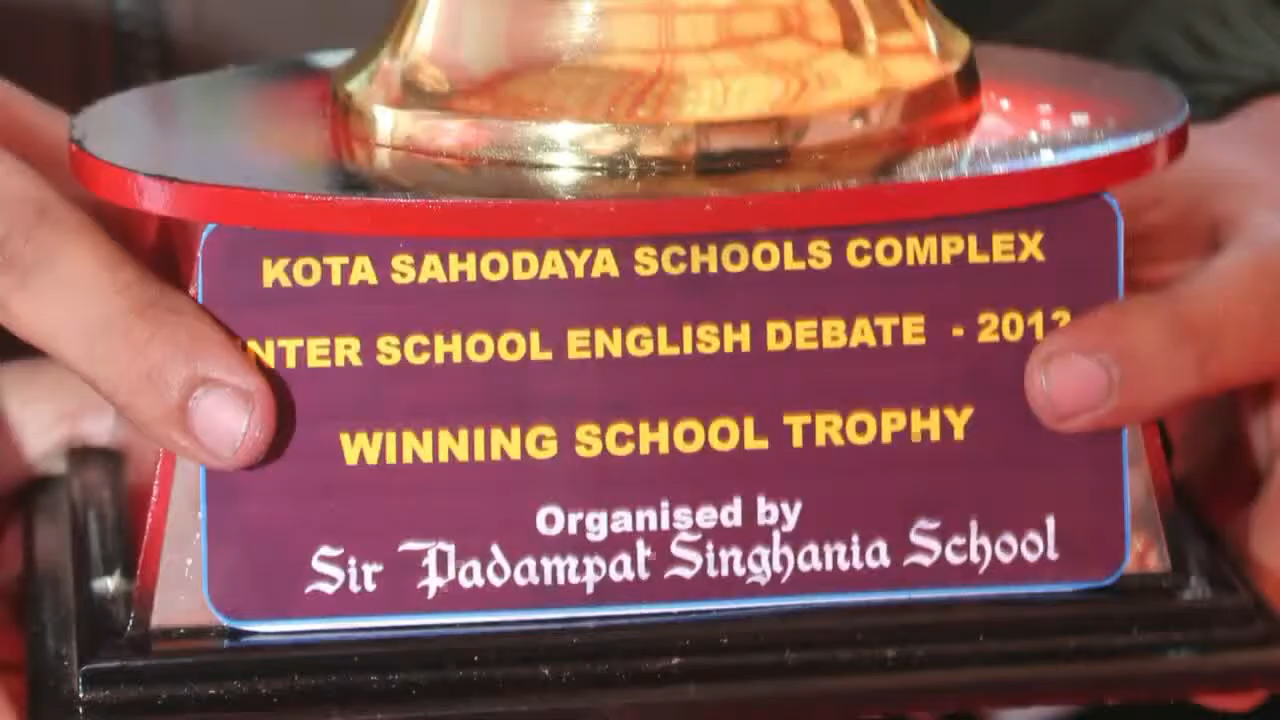 KOTA SAHODAYA SCHOOLS COMPLEX
NTER SCHOOL ENGLISH DEBATE -
WINNING SCHOOL TROPHY
Organised by
Sir Padampat Singhania School